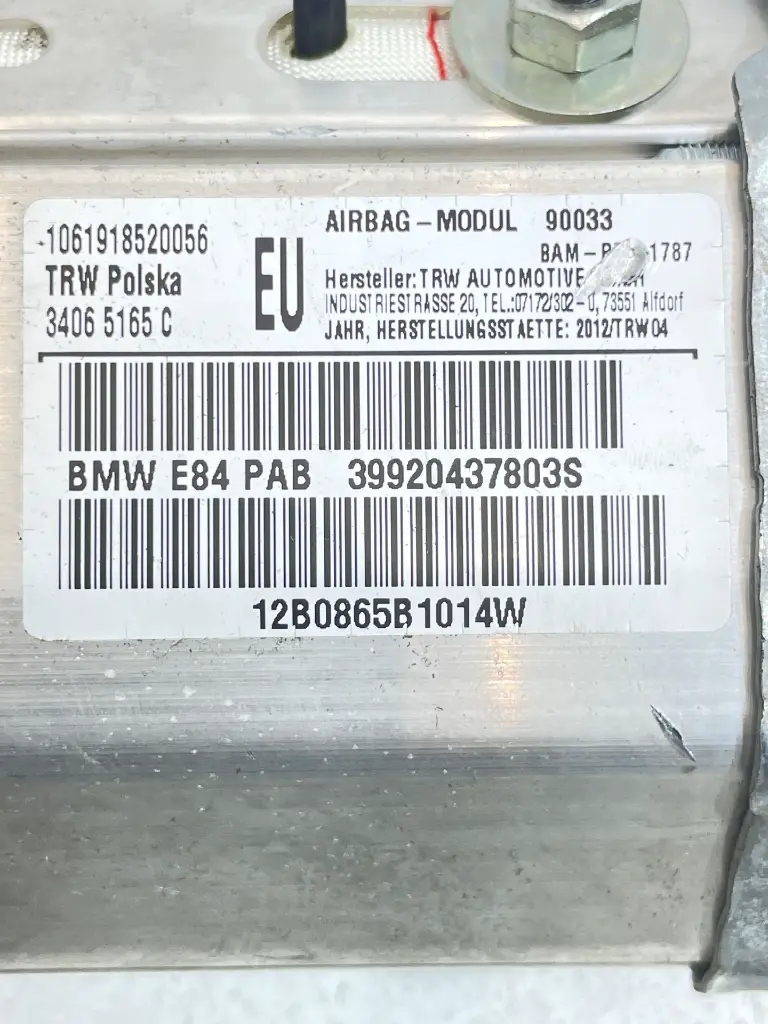 1061918520056
TRW Polska
3406 5165 C
EU
AIRBAG-MODUL 90033
1787
Hersteller: TRW AUTOMOTIVE
INDUSTRIESTRASSE 20, TEL.:07172/302-0, 73551 Alfdorf
JAHR, HERSTELLUNGSSTAETTE: 2012/TRW04
BMW E84 PAB 39920437803S
12B0865B1014W